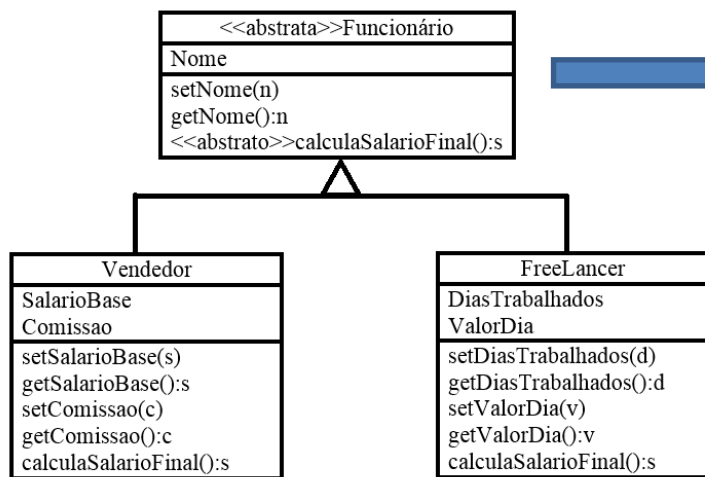 <<abstrata>>Funcionário
Nome
setNome(n)
getNome():n
<<abstrato>>calculaSalarioFinal():s
Vendedor
SalarioBase
Comissao
setSalarioBase(s)
getSalarioBase():s
setComissao(c)
getComissao():c
calculaSalarioFinal():s
FreeLancer
DiasTrabalhados
ValorDia
setDiasTrabalhados(d)
getDiasTrabalhados():d
setValorDia(v)
getValorDia():v
calculaSalarioFinal():s